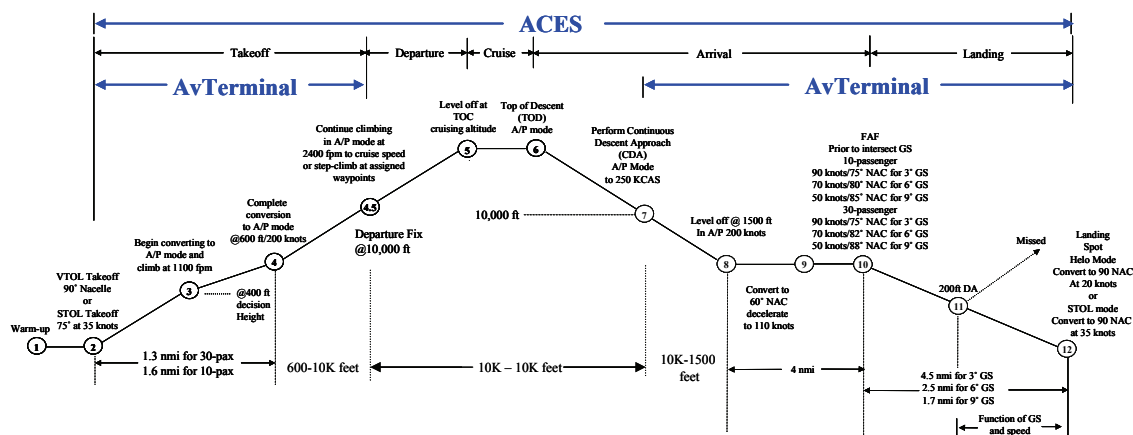 ACES
Takeoff
Departure
Cruise
Arrival
Landing
AvTerminal
AvTerminal
Warm-up
VTOL Takeoff
90˚ Nacelle
or
STOL Takeoff
75˚ at 35 knots
Begin converting to
A/P mode and
climb at 1100 fpm
@400 ft
decision
Height
Complete
conversion
to A/P mode
@600 ft/200 knots
Continue climbing
in A/P mode at
2400 fpm to cruise speed
or step-climb at assigned
waypoints
Departure Fix
@10,000 ft
Level off at
TOC
cruising altitude
Top of Descent
(TOD)
A/P mode
Perform Continuous
Descent Approach
(CDA)
A/P Mode
to 250 KCAS
10,000 ft
Level off @ 1500 ft
In A/P 200 knots
Convert to
60˚ NAC
decelerate
to 110 knots
FAF
Prior to intersect GS
10-passenger
90 knots/75˚ NAC for 3˚ GS
70 knots/80˚ NAC for 6˚ GS
50 knots/85˚ NAC for 9˚ GS
30-passenger
90 knots/75˚ NAC for 3˚ GS
70 knots/82˚ NAC for 6˚ GS
50 knots/88˚ NAC for 9˚ GS
Missed
200ft DA
Landing
Spot
Helo Mode
Convert to 90 NAC
At 20 knots
or
STOL mode
Convert to 90 NAC
at 35 knots
1
2
3
4
4.5
5
6
7
8
9
10
11
12
1.3 nmi for 30-pax
1.6 nmi for 10-pax
600-10K feet
10K – 10K feet
10K-1500
feet
4 nmi
4.5 nmi for 3˚ GS
2.5 nmi for 6˚ GS
1.7 nmi for 9˚ GS
Function of GS
and speed